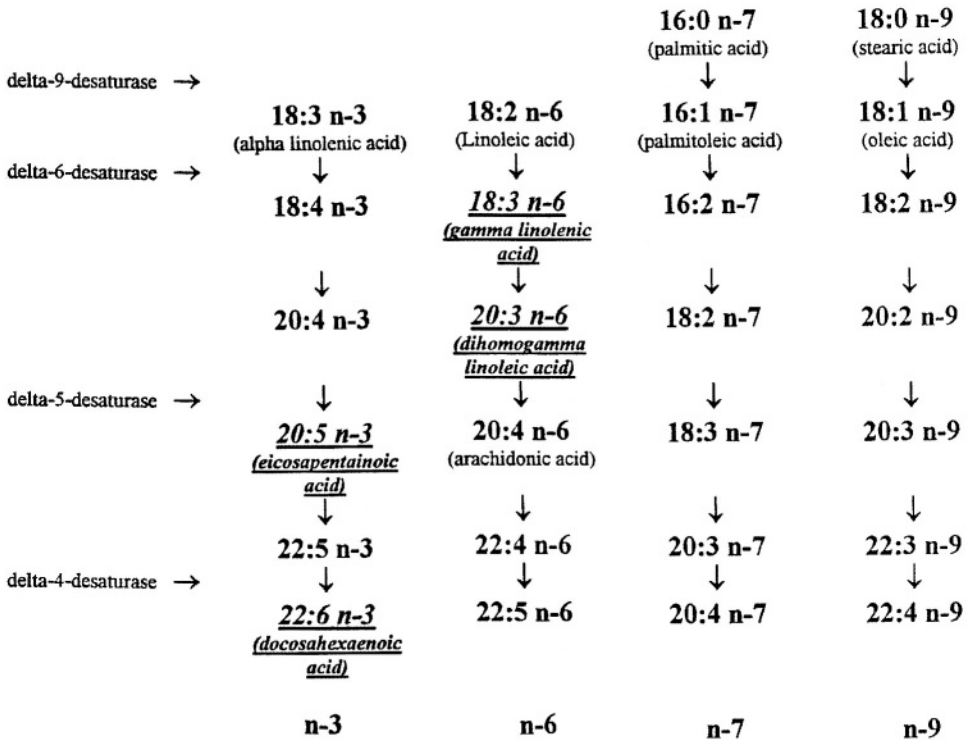 16:0 n-7 18:0 n-9
(palmitic acid) (stearic acid)
delta-9-desaturase →
18:3 n-3 18:2 n-6 16:1 n-7 18:1 n-9
(alpha linolenic acid) (Linoleic acid) (palmitoleic acid) (oleic acid)
delta-6-desaturase →
18:4 n-3 18:3 n-6 16:2 n-7 18:2 n-9
(gamma linolenic
acid)
20:4 n-3 20:3 n-6 18:2 n-7 20:2 n-9
(dihomogamma
linoleic acid)
delta-5-desaturase →
20:5 n-3 20:4 n-6 18:3 n-7 20:3 n-9
(eicosapentainoic (arachidonic acid)
acid)
22:5 n-3 22:4 n-6 20:3 n-7 22:3 n-9
delta-4-desaturase →
22:6 n-3 22:5 n-6 20:4 n-7 22:4 n-9
(docosahexaenoic
acid)
n-3 n-6 n-7 n-9